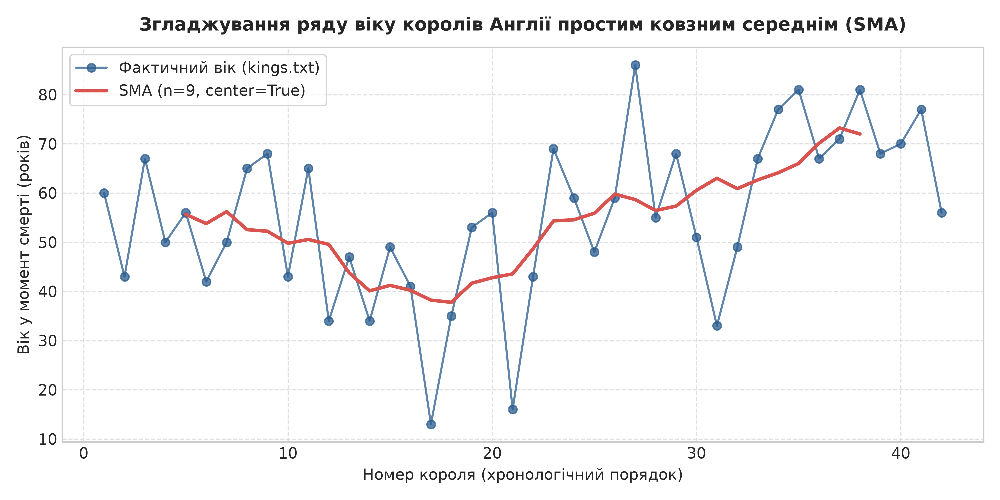 Згладжування ряду віку королів Англії простим ковзним середнім (SMA)
Фактичний вік (kings.txt)
SMA (n=9, center=True)
Вік у момент смерті (років)
80
70
60
50
40
30
20
10
0 10 20 30 40
Номер короля (хронологічний порядок)